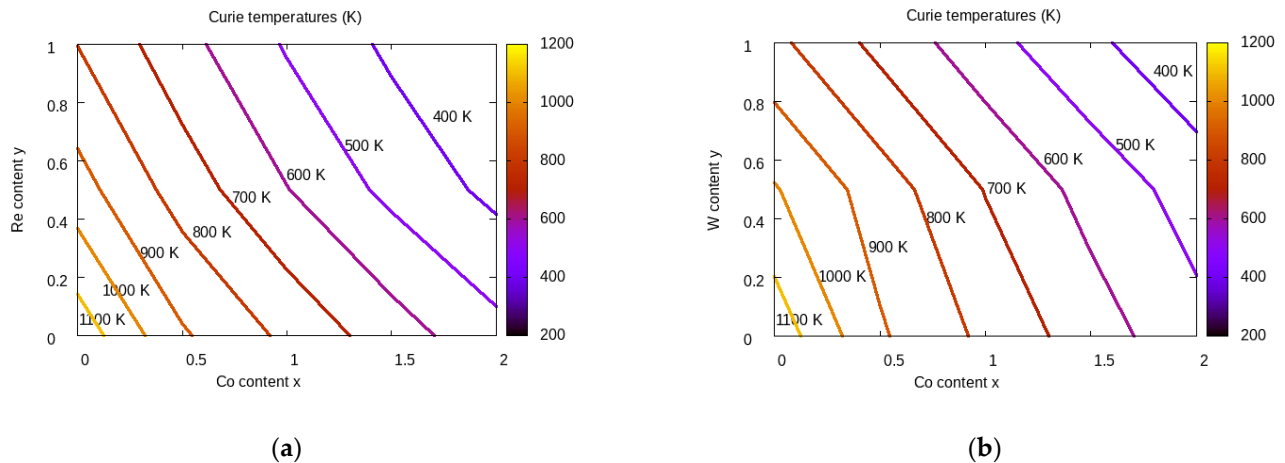 Curie temperatures (K)
1
0.8
0.6
0.4
0.2
0
Re content y
400 K
500 K
600 K
700 K
800 K
900 K
1000 K
1100 K
0
0.5
1
1.5
2
Co content x
1200
1000
800
600
400
200
(a)
Curie temperatures (K)
1
0.8
0.6
0.4
0.2
0
W content y
400 K
500 K
600 K
700 K
800 K
900 K
1000 K
1100 K
0
0.5
1
1.5
2
Co content x
1200
1000
800
600
400
200
(b)